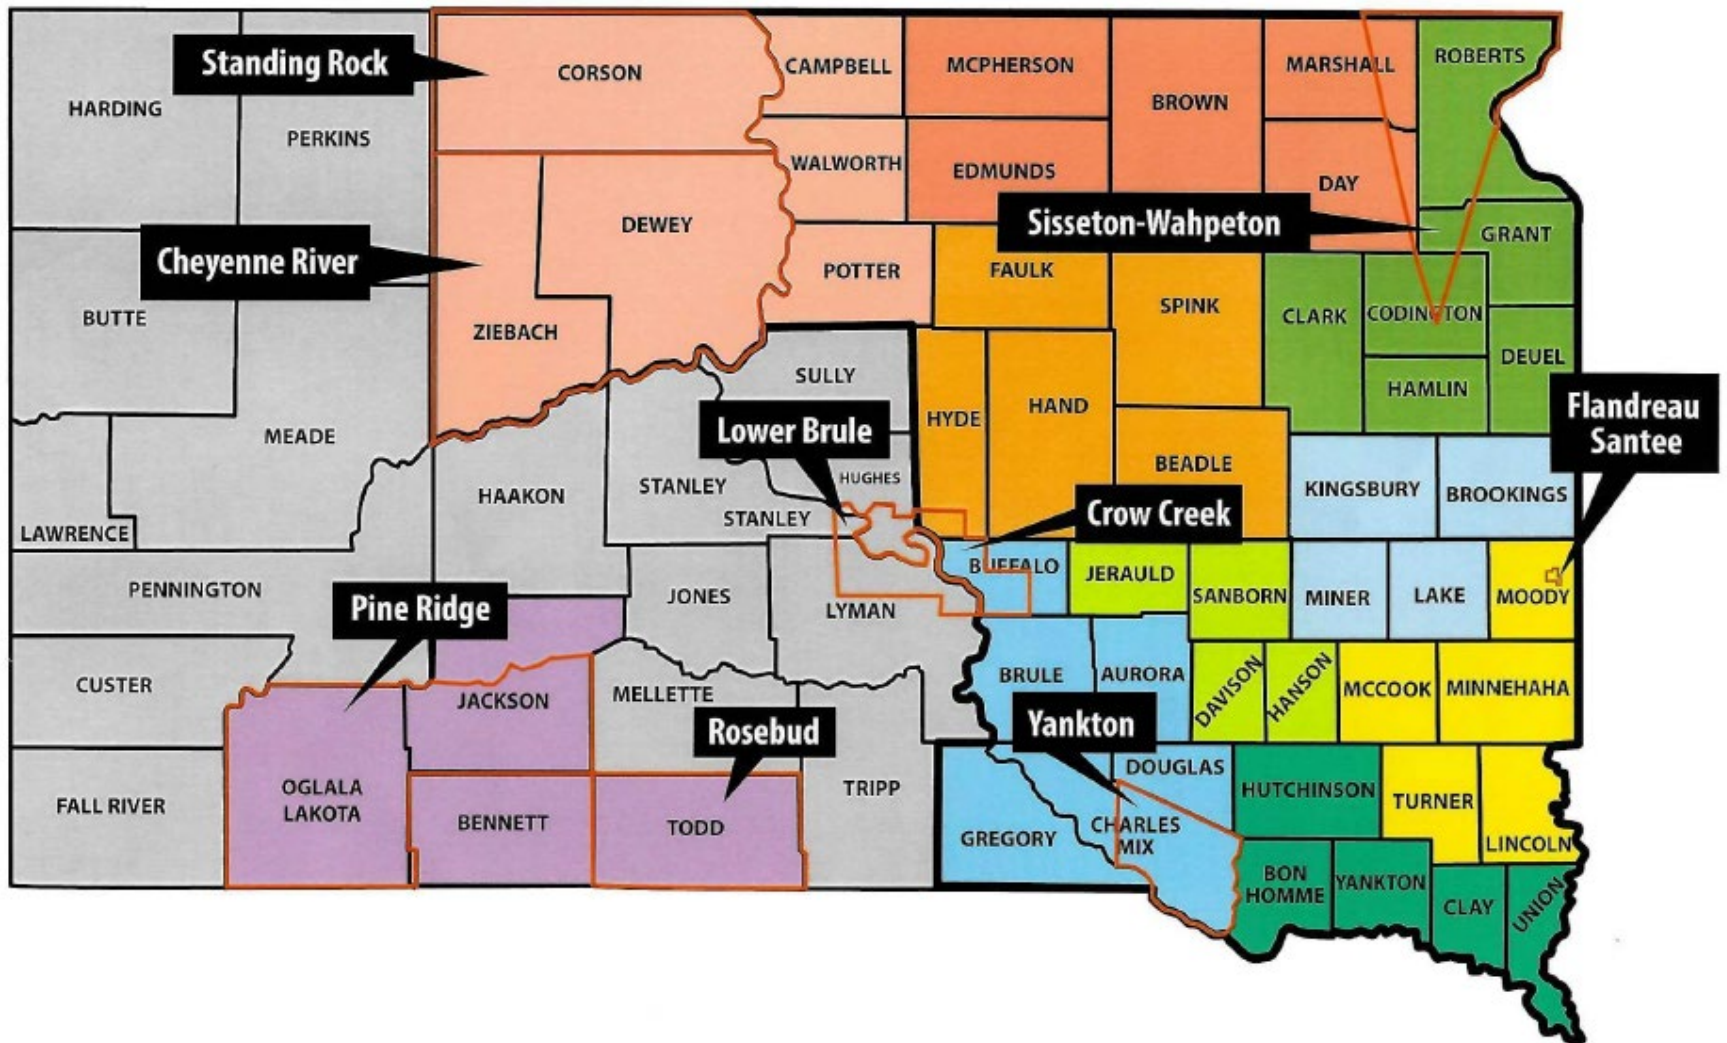 Standing Rock
CORSON
CAMPBELL
MCPHERSON
MARSHALL
ROBERTS
HARDING
PERKINS
BROWN
WALWORTH
EDMUNDS
DAY
Sisseton-Wahpeton
GRANT
Cheyenne River
DEWEY
POTTER
FAULK
SPINK
CLARK
CODINGTON
BUTTE
ZIEBACH
DEUEL
SULLY
HAMLIN
HYDE
HAND
Flandreau
Santee
MEADE
Lower Brule
BEADLE
HUGHES
KINGSBURY
BROOKINGS
HAAKON
STANLEY
STANLEY
Crow Creek
LAWRENCE
BUFFALO
JERAULD
PENNINGTON
Pine Ridge
JONES
LYMAN
SANBORN
MINER
LAKE
MOODY
CUSTER
JACKSON
MELLETTE
BRULE
AURORA
DAVISON
HANSON
MCCOOK
MINNEHAHA
Rosebud
Yankton
DOUGLAS
FALL RIVER
OGLALA
LAKOTA
BENNETT
TODD
TRIPP
GREGORY
CHARLES
MIX
HUTCHINSON
TURNER
LINCOLN
BON
HOMME
YANKTON
CLAY
UNION